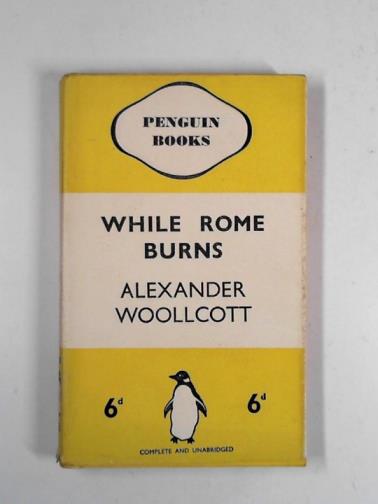 PENGUIN
BOOKS
WHILE ROME
BURNS
ALEXANDER
WOOLLCOTT
6d 6d
COMPLETE AND UNABRIDGED